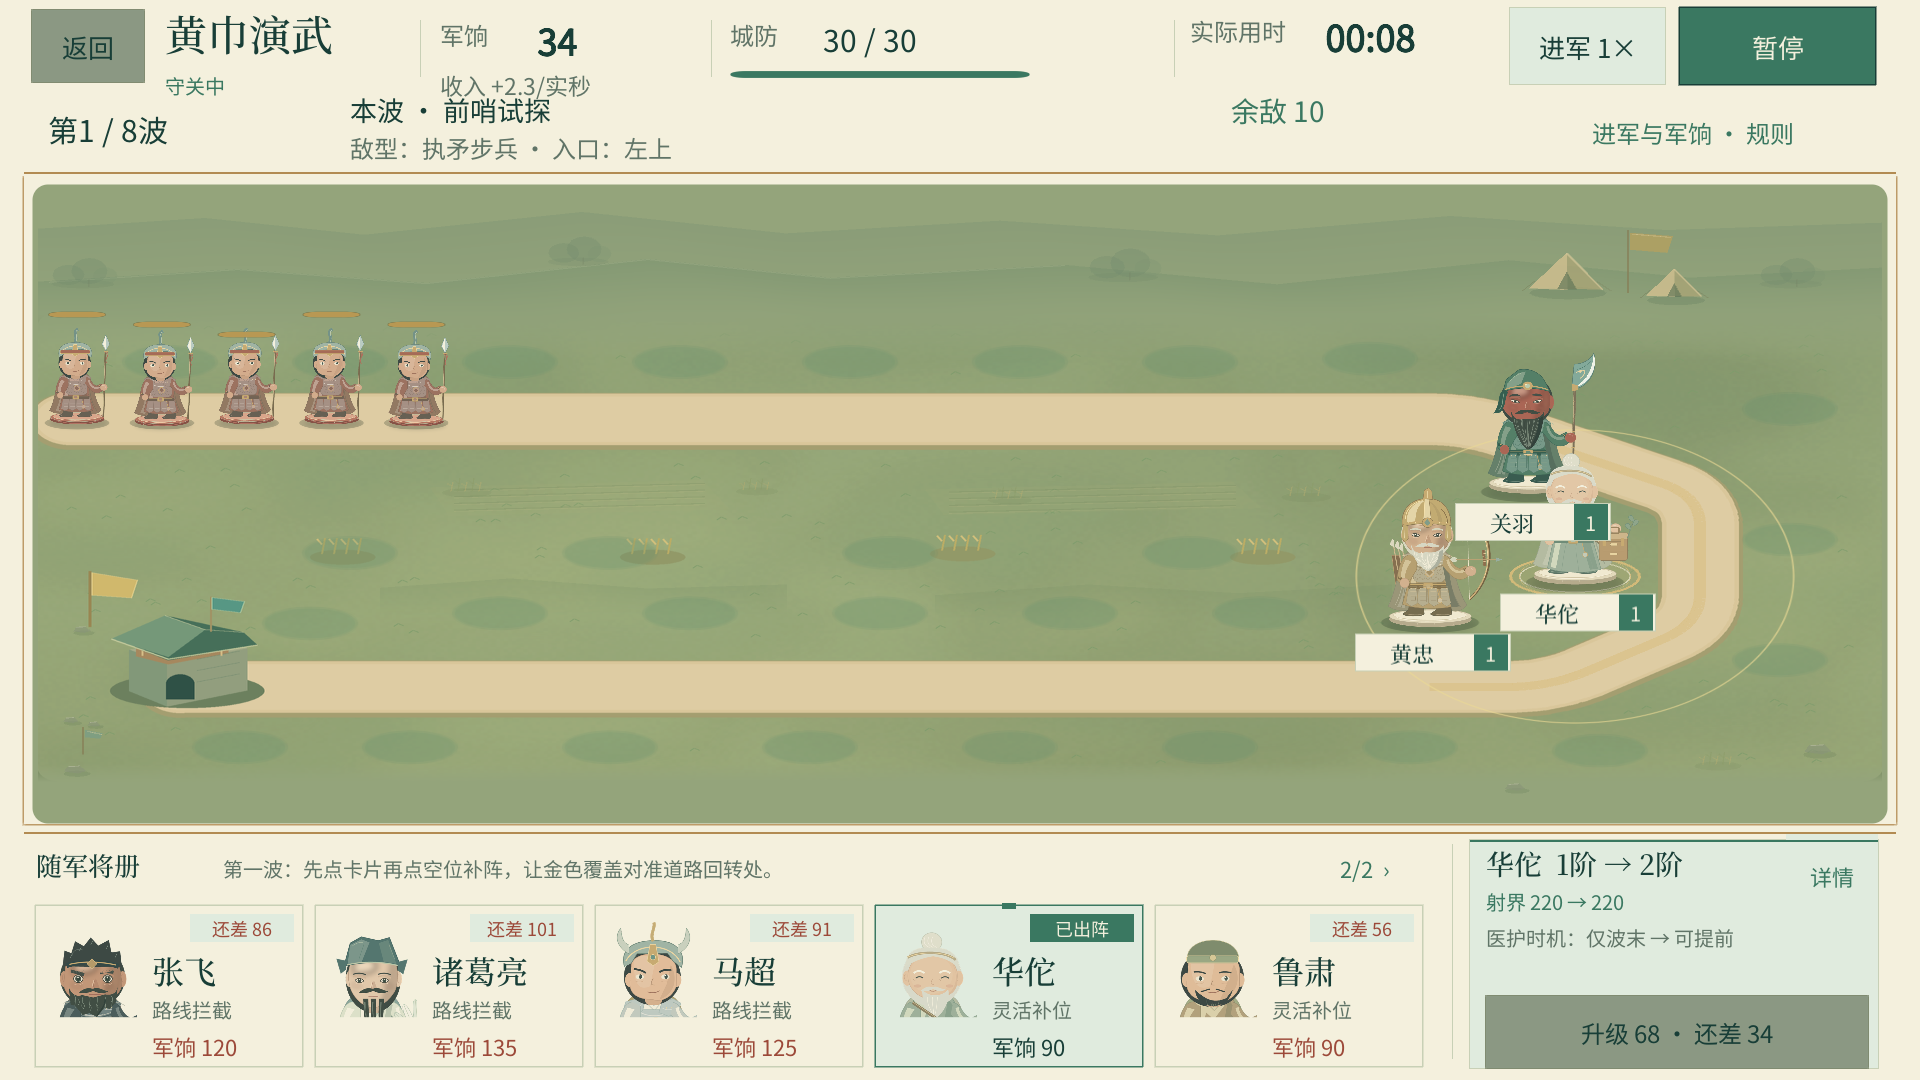 返回
黄巾演武
守关中
军饷 34
收入 +2.3/实秒
城防 30 / 30
实际用时 00:08
进军 1×
暂停
第1 / 8波
本波 · 前哨试探
敌型：执矛步兵 · 入口：左上
余敌 10
进军与军饷 · 规则
关羽 1
华佗 1
黄忠 1
随军将册
第一波：先点卡片再点空位补阵，让金色覆盖对准道路回转处。
2/2 ›
还差 86
张飞
路线拦截
军饷 120
还差 101
诸葛亮
路线拦截
军饷 135
还差 91
马超
路线拦截
军饷 125
已出阵
华佗
灵活补位
军饷 90
还差 56
鲁肃
灵活补位
军饷 90
华佗 1阶 → 2阶
详情
射界 220 → 220
医护时机：仅波末 → 可提前
升级 68 · 还差 34